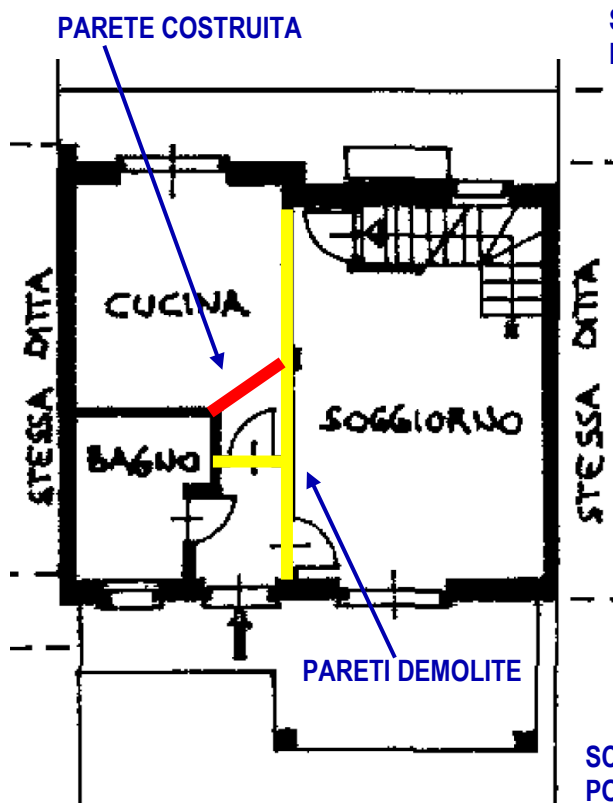 PARETE COSTRUITA
CUCINA
STESSA DITTA
BAGNO
SOGGIORNO
STESSA DITTA
PARETI DEMOLITE